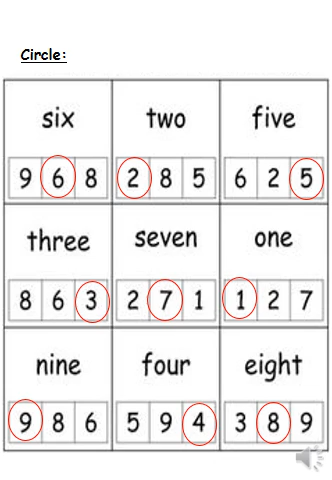 Circle:
six two five
9 6 8 2 8 5 6 2 5
three seven one
8 6 3 2 7 1 1 2 7
nine four eight
9 8 6 5 9 4 3 8 9